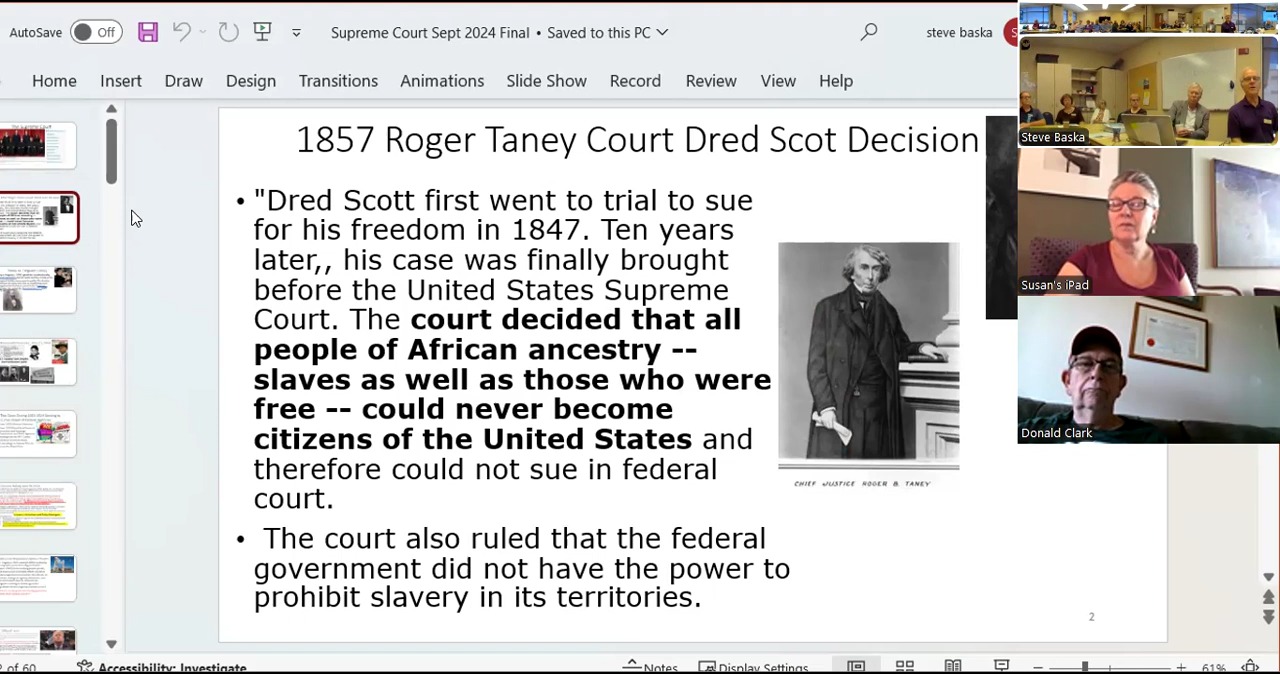 AutoSave
Off
Supreme Court Sept 2024 Final • Saved to this PC
steve baska
Home Insert Draw Design Transitions Animations Slide Show Record Review View Help
1857 Roger Taney Court Dred Scot Decision
• "Dred Scott first went to trial to sue
for his freedom in 1847. Ten years
later,, his case was finally brought
before the United States Supreme
Court. The court decided that all
people of African ancestry --
slaves as well as those who were
free -- could never become
citizens of the United States and
therefore could not sue in federal
court.
• The court also ruled that the federal
government did not have the power to
prohibit slavery in its territories.
CHIEF JUSTICE ROGER B. TANEY
2
Steve Baska
Susan's iPad
Donald Clark
2 of 60
Accessibility: Investigate
Notes
Display Settings
61%